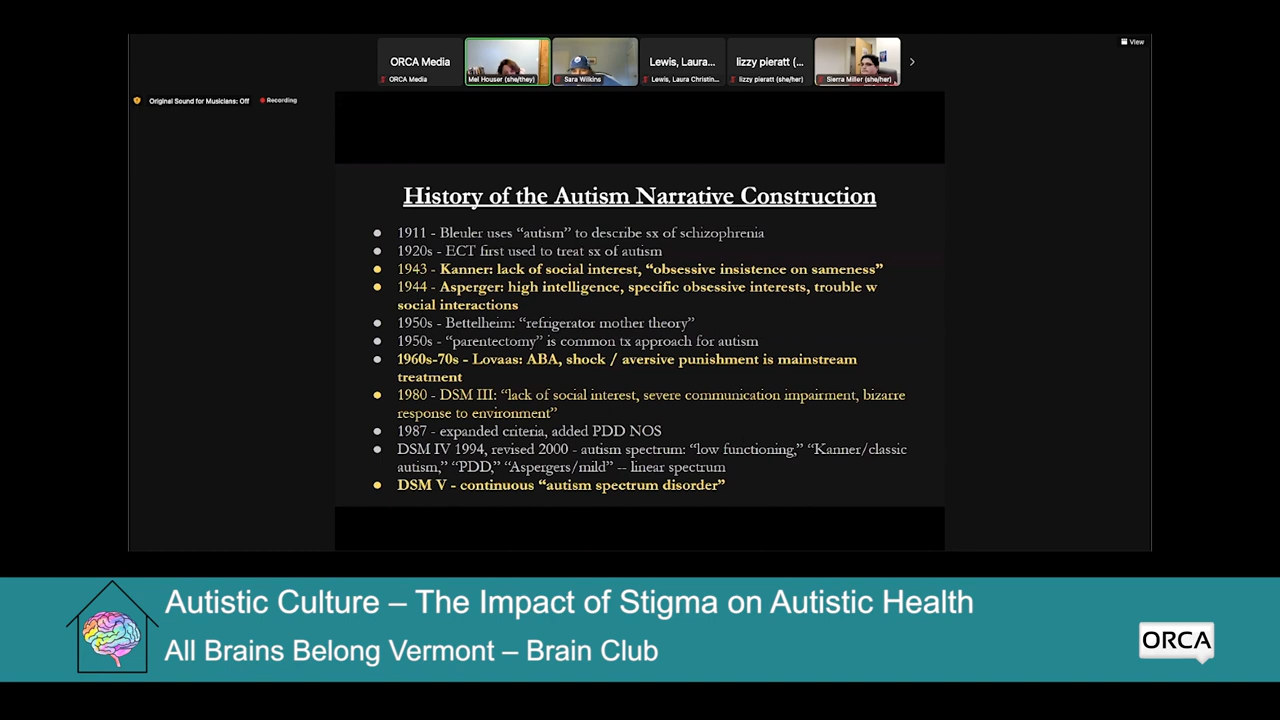 View
ORCA Media
Lewis, Laura...
lizzy pieratt (...
ORCA Media
Mel Houser (she/they)
Sara Wilkins
Lewis, Laura Christin...
lizzy pieratt (she/her)
Sierra Miller (she/her)
Original Sound for Musicians: Off
Recording
History of the Autism Narrative Construction
1911 - Bleuler uses “autism” to describe sx of schizophrenia
1920s - ECT first used to treat sx of autism
1943 - Kanner: lack of social interest, “obsessive insistence on sameness”
1944 - Asperger: high intelligence, specific obsessive interests, trouble w
social interactions
1950s - Bettelheim: “refrigerator mother theory”
1950s - “parentectomy” is common tx approach for autism
1960s-70s - Lovaas: ABA, shock / aversive punishment is mainstream
treatment
1980 - DSM III: “lack of social interest, severe communication impairment, bizarre
response to environment”
1987 - expanded criteria, added PDD NOS
DSM IV 1994, revised 2000 - autism spectrum: “low functioning,” “Kanner/classic
autism,” “PDD,” “Aspergers/mild” -- linear spectrum
DSM V - continuous “autism spectrum disorder”
Autistic Culture – The Impact of Stigma on Autistic Health
All Brains Belong Vermont – Brain Club
ORCA